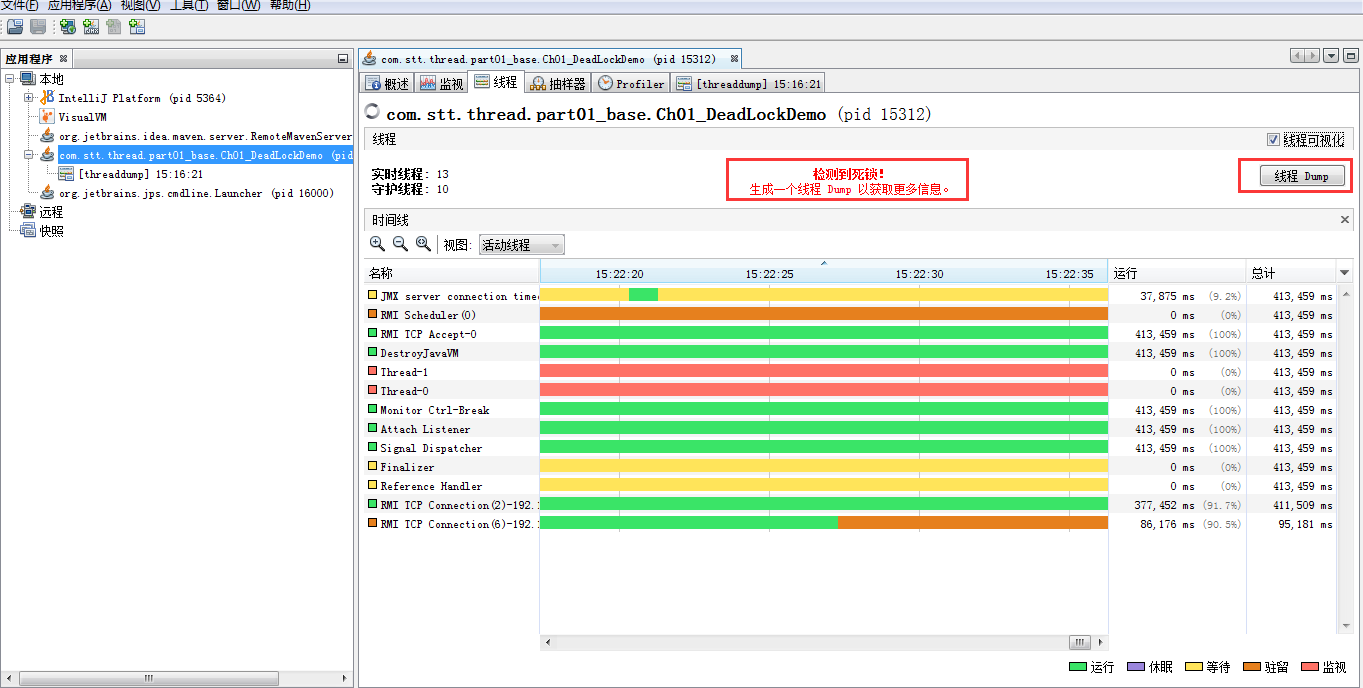 文件(F) 应用程序(A) 视图(V) 工具(T) 窗口(W) 帮助(H)
应用程序
本地
IntelliJ Platform (pid 5364)
VisualVM
org.jetbrains.idea.maven.server.RemoteMavenServer
com.stt.thread.part01_base.Ch01_DeadLockDemo (pid
[threaddump] 15:16:21
org.jetbrains.jps.cmdline.Launcher (pid 16000)
远程
快照
com.stt.thread.part01_base.Ch01_DeadLockDemo (pid 15312)
概述 监视 线程 抽样器 Profiler [threaddump] 15:16:21
com.stt.thread.part01_base.Ch01_DeadLockDemo (pid 15312)
线程 线程可视化
实时线程: 13
守护线程: 10
检测到死锁!
生成一个线程 Dump 以获取更多信息。
线程 Dump
时间线
视图: 活动线程
名称 15:22:20 15:22:25 15:22:30 15:22:35 运行 总计
JMX server connection time 37,875 ms (9.2%) 413,459 ms
RMI Scheduler(0) 0 ms (0%) 413,459 ms
RMI TCP Accept-0 413,459 ms (100%) 413,459 ms
DestroyJavaVM 413,459 ms (100%) 413,459 ms
Thread-1 0 ms (0%) 413,459 ms
Thread-0 0 ms (0%) 413,459 ms
Monitor Ctrl-Break 413,459 ms (100%) 413,459 ms
Attach Listener 413,459 ms (100%) 413,459 ms
Signal Dispatcher 413,459 ms (100%) 413,459 ms
Finalizer 0 ms (0%) 413,459 ms
Reference Handler 0 ms (0%) 413,459 ms
RMI TCP Connection(2)-192. 377,452 ms (91.7%) 411,509 ms
RMI TCP Connection(6)-192. 86,176 ms (90.5%) 95,181 ms
运行 休眠 等待 驻留 监视